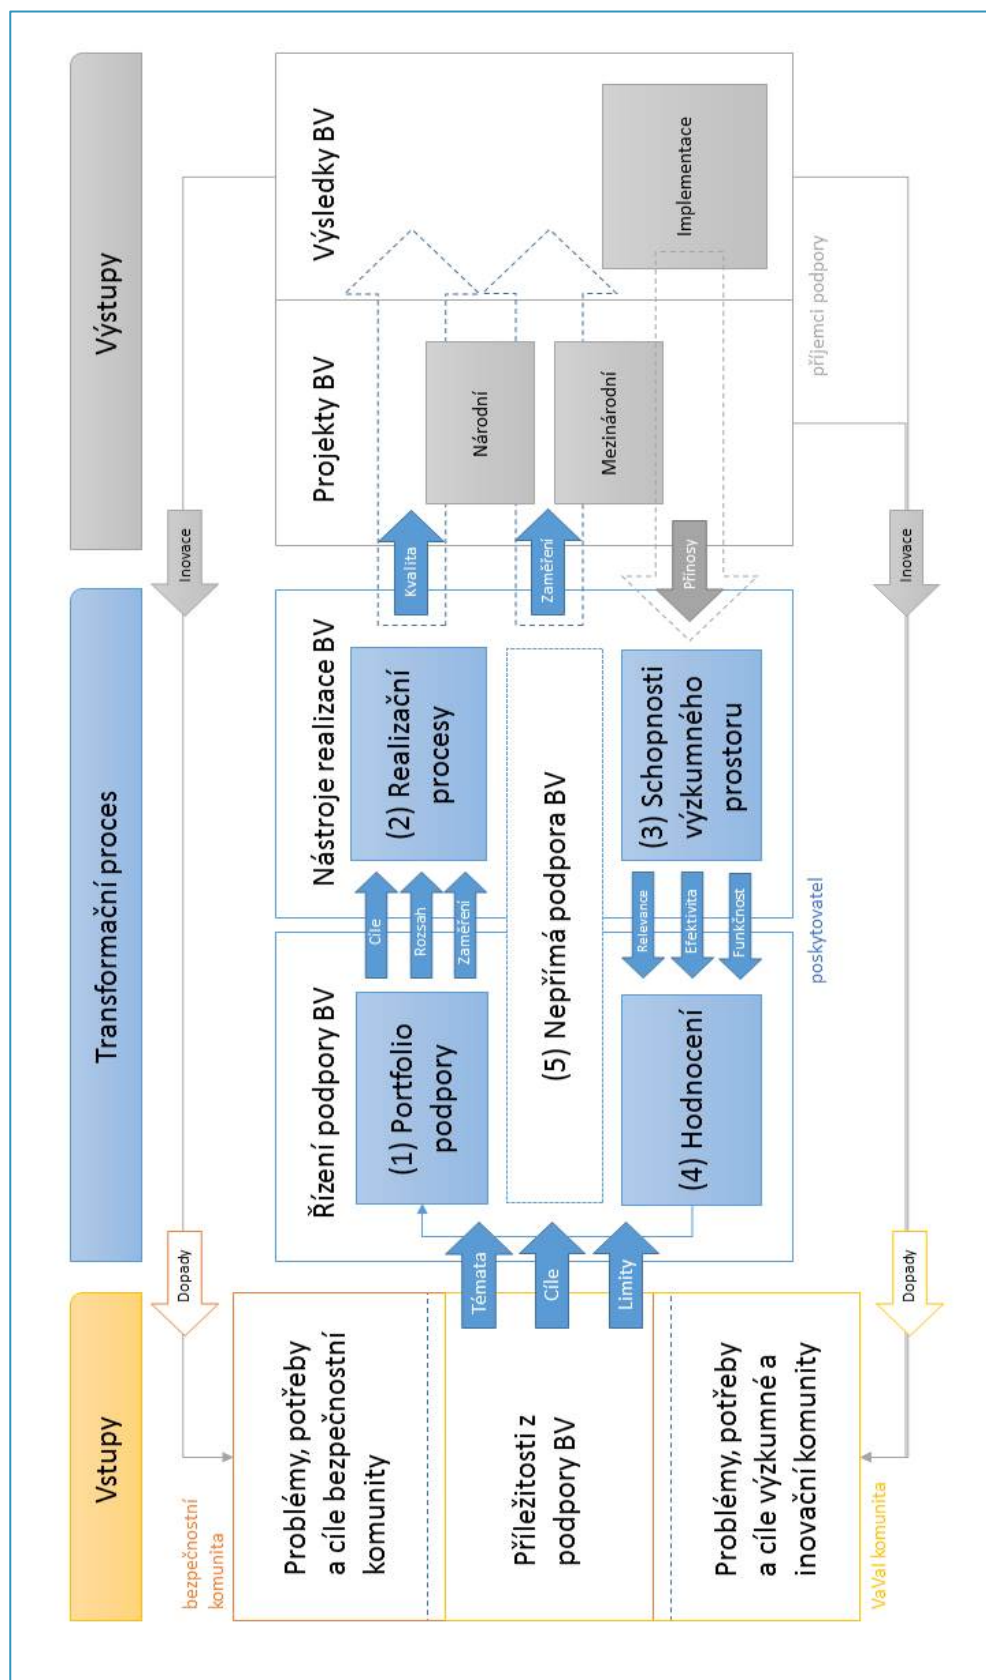 Vstupy
Transformační proces
Výstupy
bezpečnostní
komunita
Dopady
Inovace
Problémy, potřeby
a cíle bezpečnostní
komunity
Příležitosti z
podpory BV
Problémy, potřeby
a cíle výzkumné a
inovační komunity
VaVaI komunita
Témata
Cíle
Limity
Řízení podpory BV
(1) Portfolio
podpory
(4) Hodnocení
(5) Nepřímá podpora BV
Cíle
Rozsah
Zaměření
Relevance
Efektivita
Funkčnost
Nástroje realizace BV
(2) Realizační
procesy
(3) Schopnosti
výzkumného
prostoru
poskytovatel
Kvalita
Zaměření
Přínosy
Projekty BV
Národní
Mezinárodní
Výsledky BV
Implementace
příjemci podpory
Dopady
Inovace